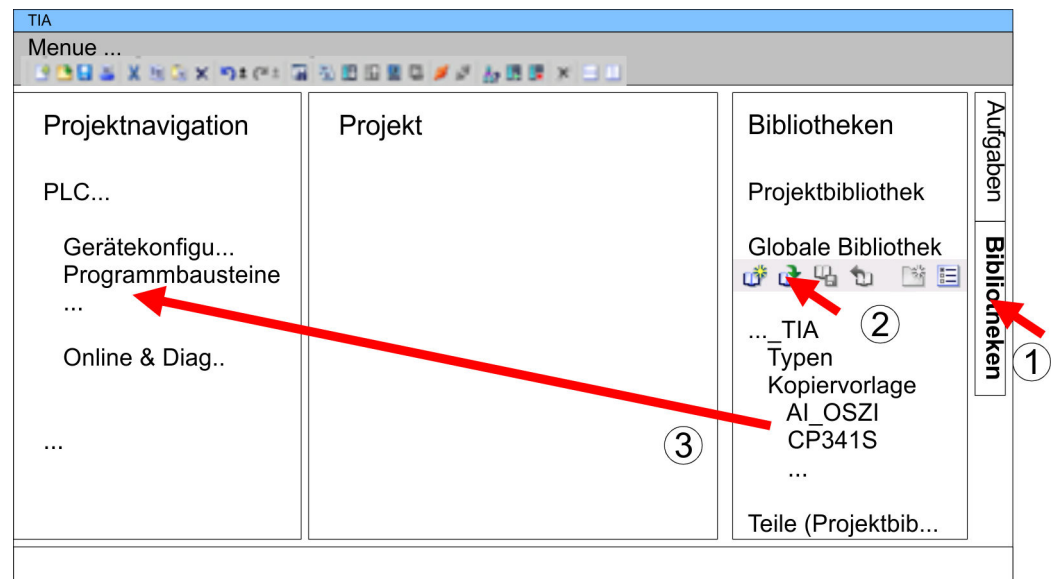 TIA
Menue ...
Projektnavigation
PLC...
Gerätekonfigu...
Programmbausteine
...
Online & Diag..
...
Projekt
③
Bibliotheken
Projektbibliothek
Globale Bibliothek
②
..._TIA
Typen
Kopiervorlage
AI_OSZI
CP341S
...
Teile (Projektbib...
Aufgaben
Bibliotheken
①